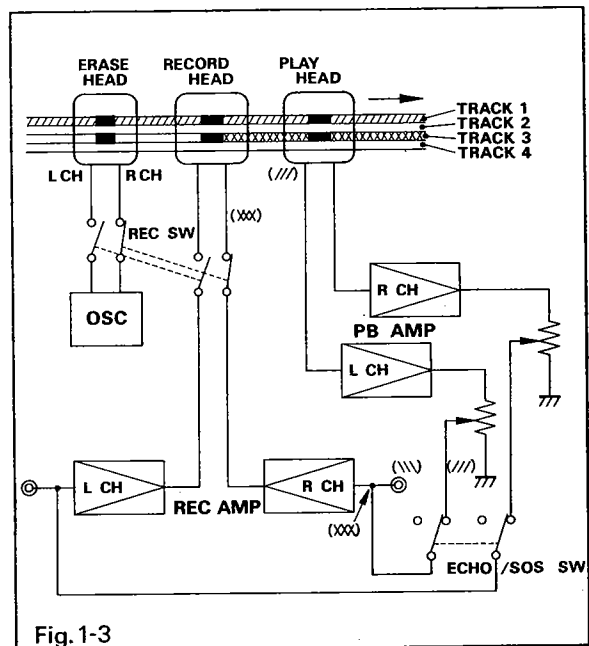 ERASE HEAD
RECORD HEAD
PLAY HEAD
TRACK 1
TRACK 2
TRACK 3
TRACK 4
L CH
R CH
(///)
(XXX)
REC SW
OSC
R CH
PB AMP
L CH
L CH
REC AMP
R CH
(\\\)
(///)
(XXX)
ECHO/SOS SW
Fig. 1-3